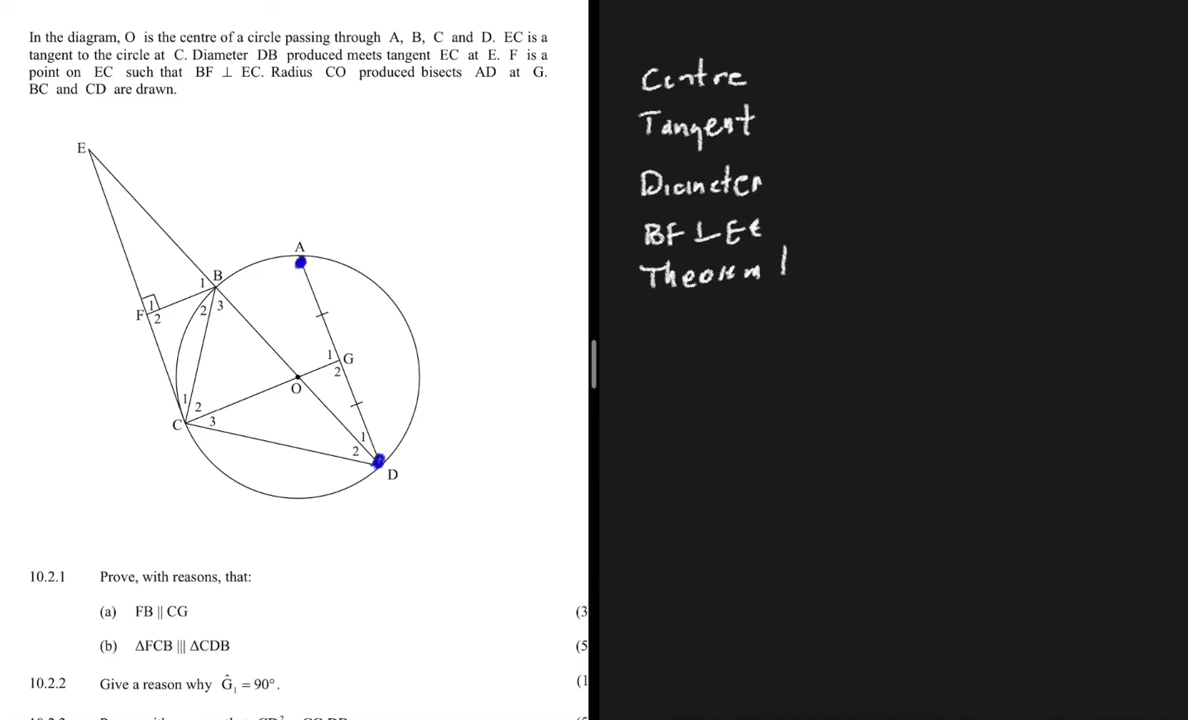 In the diagram, O is the centre of a circle passing through A, B, C and D. EC is a
tangent to the circle at C. Diameter DB produced meets tangent EC at E. F is a
point on EC such that BF ⊥ EC. Radius CO produced bisects AD at G.
BC and CD are drawn.
Centre
Tangent
Diameter
BF ⊥ EC
Theorem 1
E
A
B
1
2 3
1
F 2
1 G
2
O
1 2
C 3
1
2
D
10.2.1 Prove, with reasons, that:
(a) FB || CG (3
(b) ΔFCB ||| ΔCDB (5
10.2.2 Give a reason why Ĝ₁ = 90°. (1